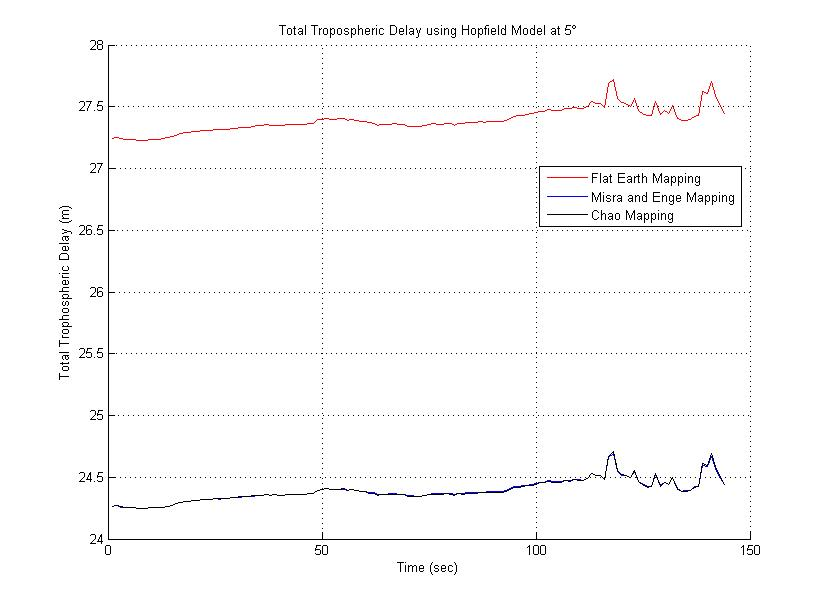 Total Tropospheric Delay using Hopfield Model at 5°
28
27.5
27
26.5
26
25.5
25
24.5
24
Total Trophospheric Delay (m)
Flat Earth Mapping
Misra and Enge Mapping
Chao Mapping
0 50 100 150
Time (sec)